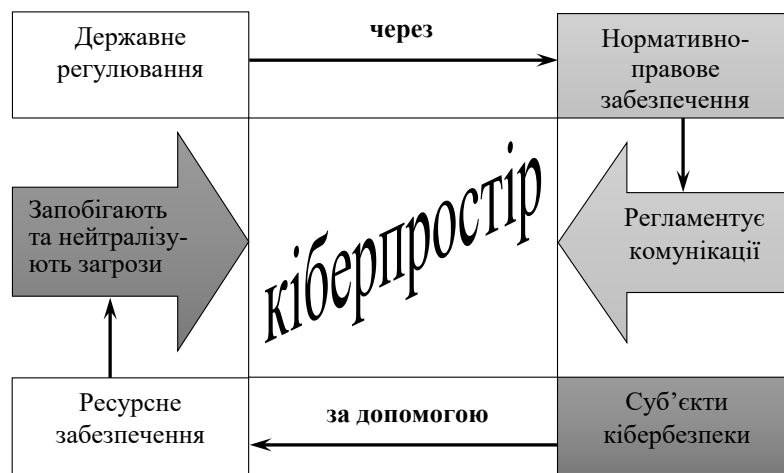 Державне
регулювання
через
Нормативно-
правове
забезпечення
Запобігають
та нейтралізу-
ють загрози
кіберпростір
Регламентує
комунікації
Ресурсне
забезпечення
за допомогою
Суб’єкти
кібербезпеки